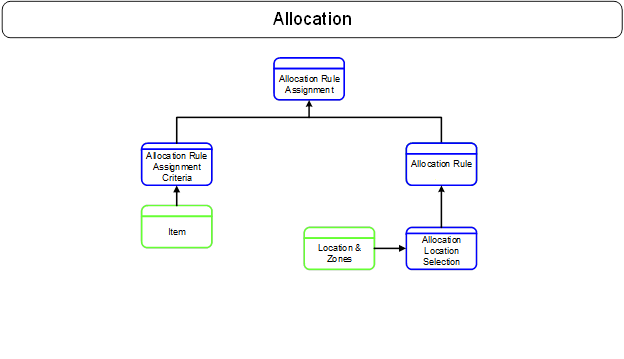 Allocation
Allocation Rule
Assignment
Allocation Rule
Assignment
Criteria
Allocation Rule
Item
Location &
Zones
Allocation
Location
Selection